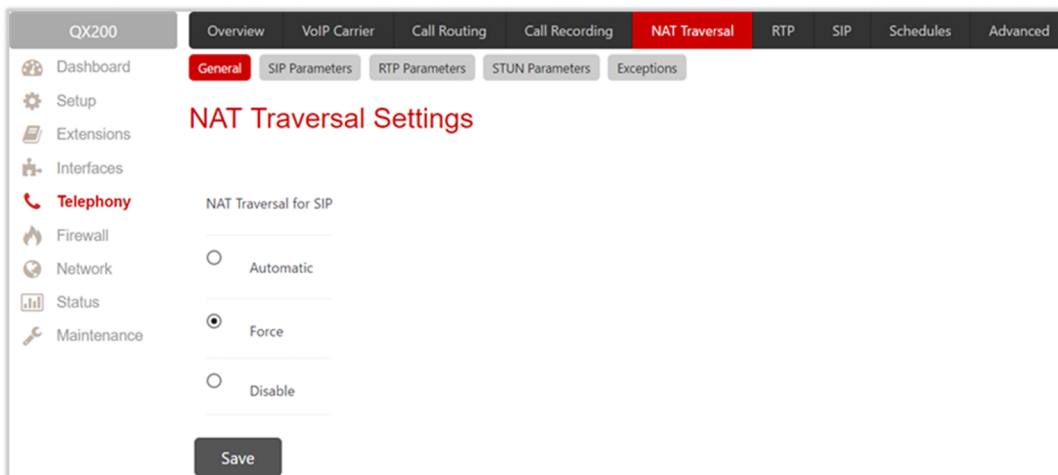 QX200
Overview VoIP Carrier Call Routing Call Recording NAT Traversal RTP SIP Schedules Advanced
Dashboard
Setup
Extensions
Interfaces
Telephony
Firewall
Network
Status
Maintenance
General SIP Parameters RTP Parameters STUN Parameters Exceptions
NAT Traversal Settings
NAT Traversal for SIP
Automatic
Force
Disable
Save